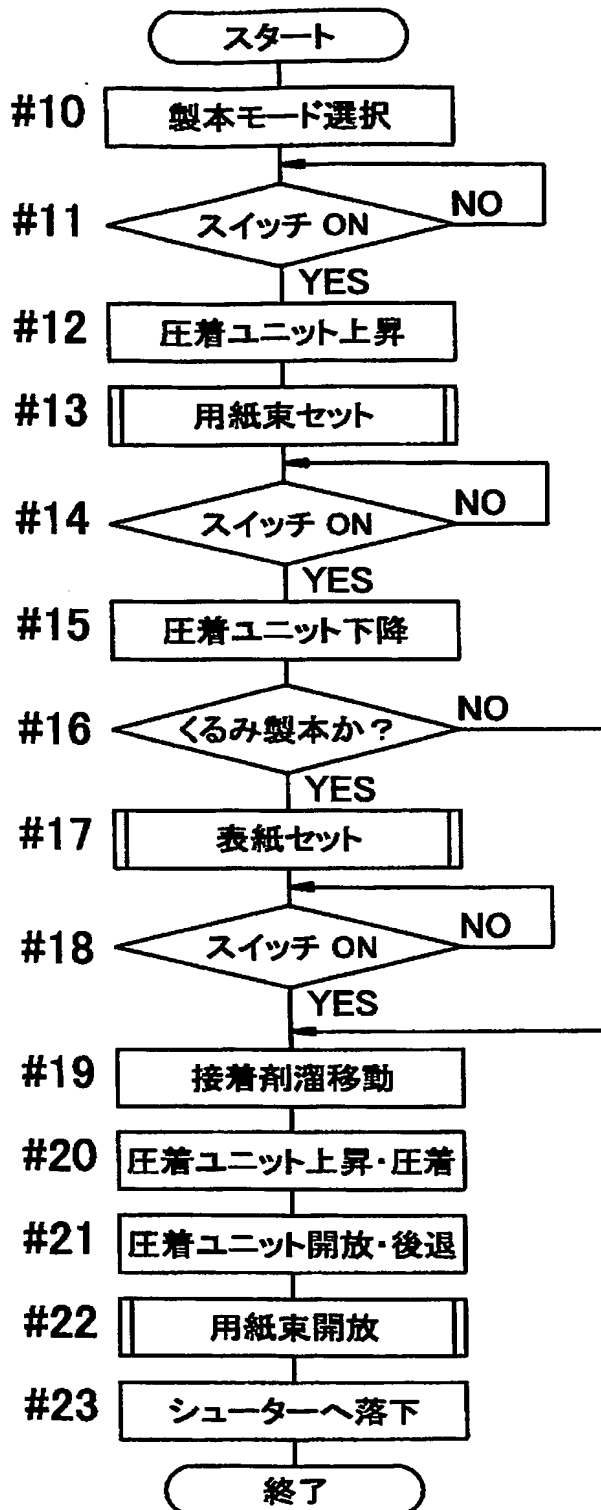 スタート
#10 製本モード選択
#11 スイッチ ON NO
YES
#12 圧着ユニット上昇
#13 用紙束セット
#14 スイッチ ON NO
YES
#15 圧着ユニット下降
#16 くるみ製本か？ NO
YES
#17 表紙セット
#18 スイッチ ON NO
YES
#19 接着剤溜移動
#20 圧着ユニット上昇・圧着
#21 圧着ユニット開放・後退
#22 用紙束開放
#23 シューターへ落下
終了